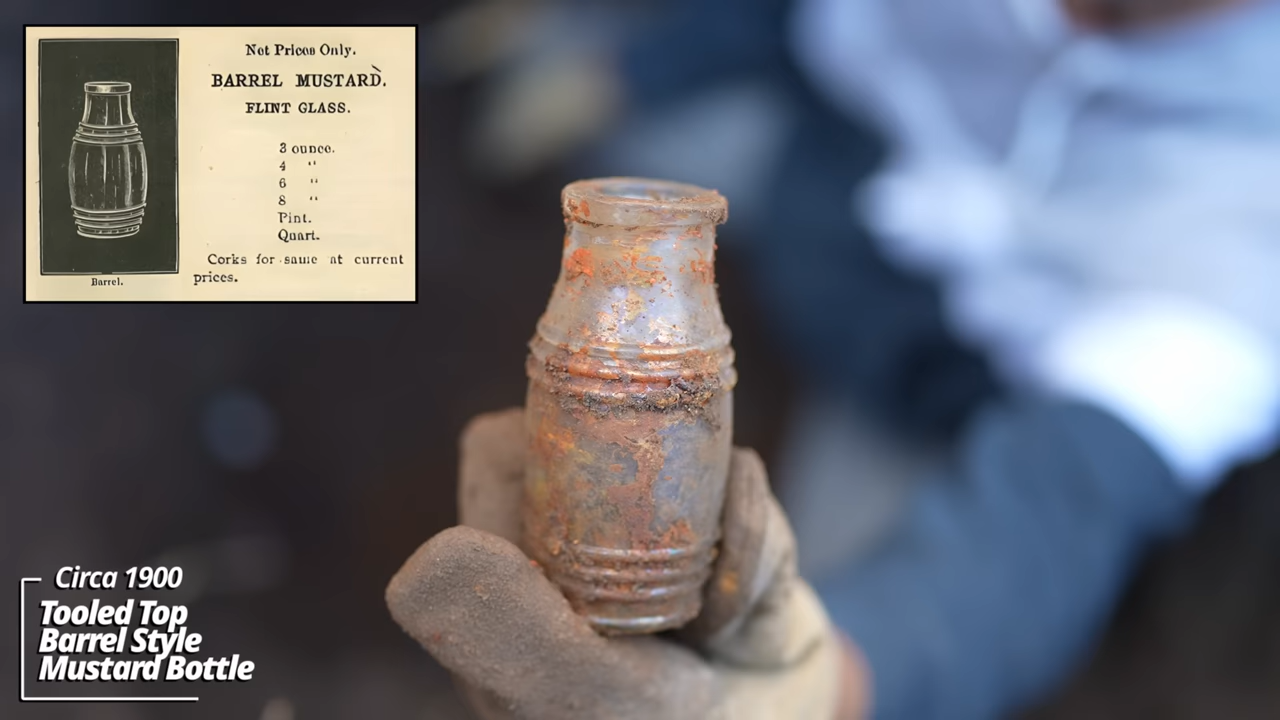 Net Prices Only.
BARREL MUSTARD.
FLINT GLASS.
3 ounce.
4 "
6 "
8 "
Pint.
Quart.
Corks for same at current
prices.
Barrel.
Circa 1900
Tooled Top
Barrel Style
Mustard Bottle